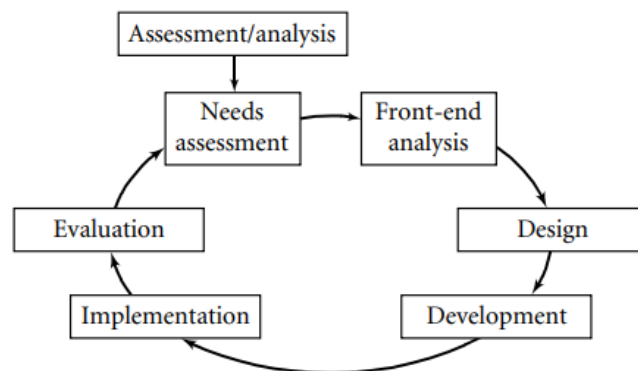 Assessment/analysis
Needs
assessment
Front-end
analysis
Evaluation
Design
Implementation
Development